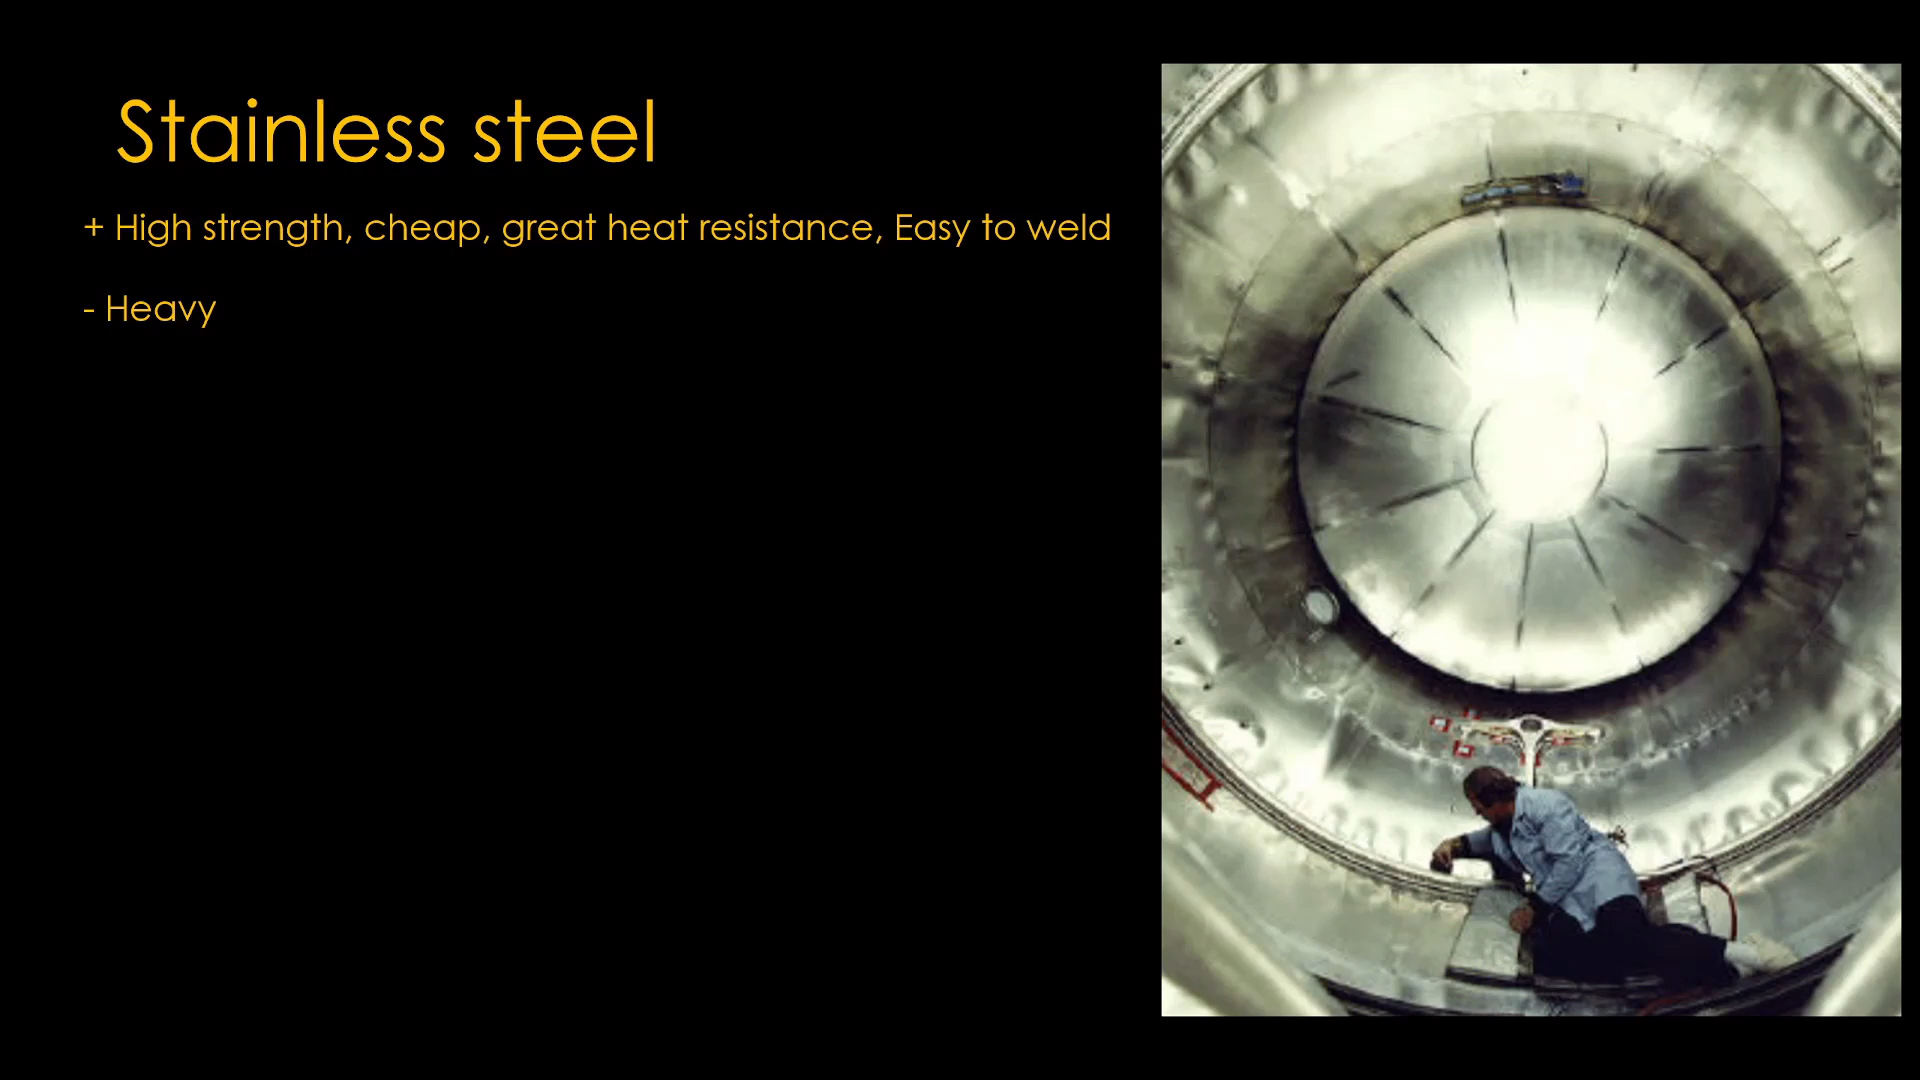 Stainless steel
+ High strength, cheap, great heat resistance, Easy to weld
- Heavy